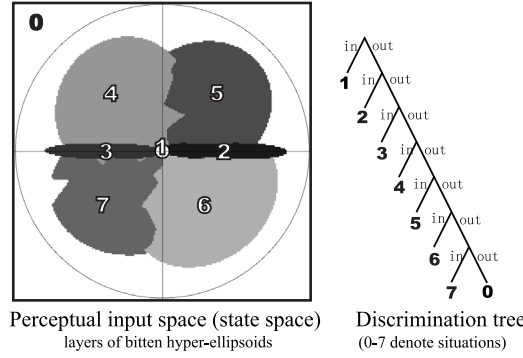 0
4 5
3 1 2
7 6
Perceptual input space (state space)
layers of bitten hyper-ellipsoids
in out
1 in out
2 in out
3 in out
4 in out
5 in out
6 in out
7 0
Discrimination tree
(0-7 denote situations)